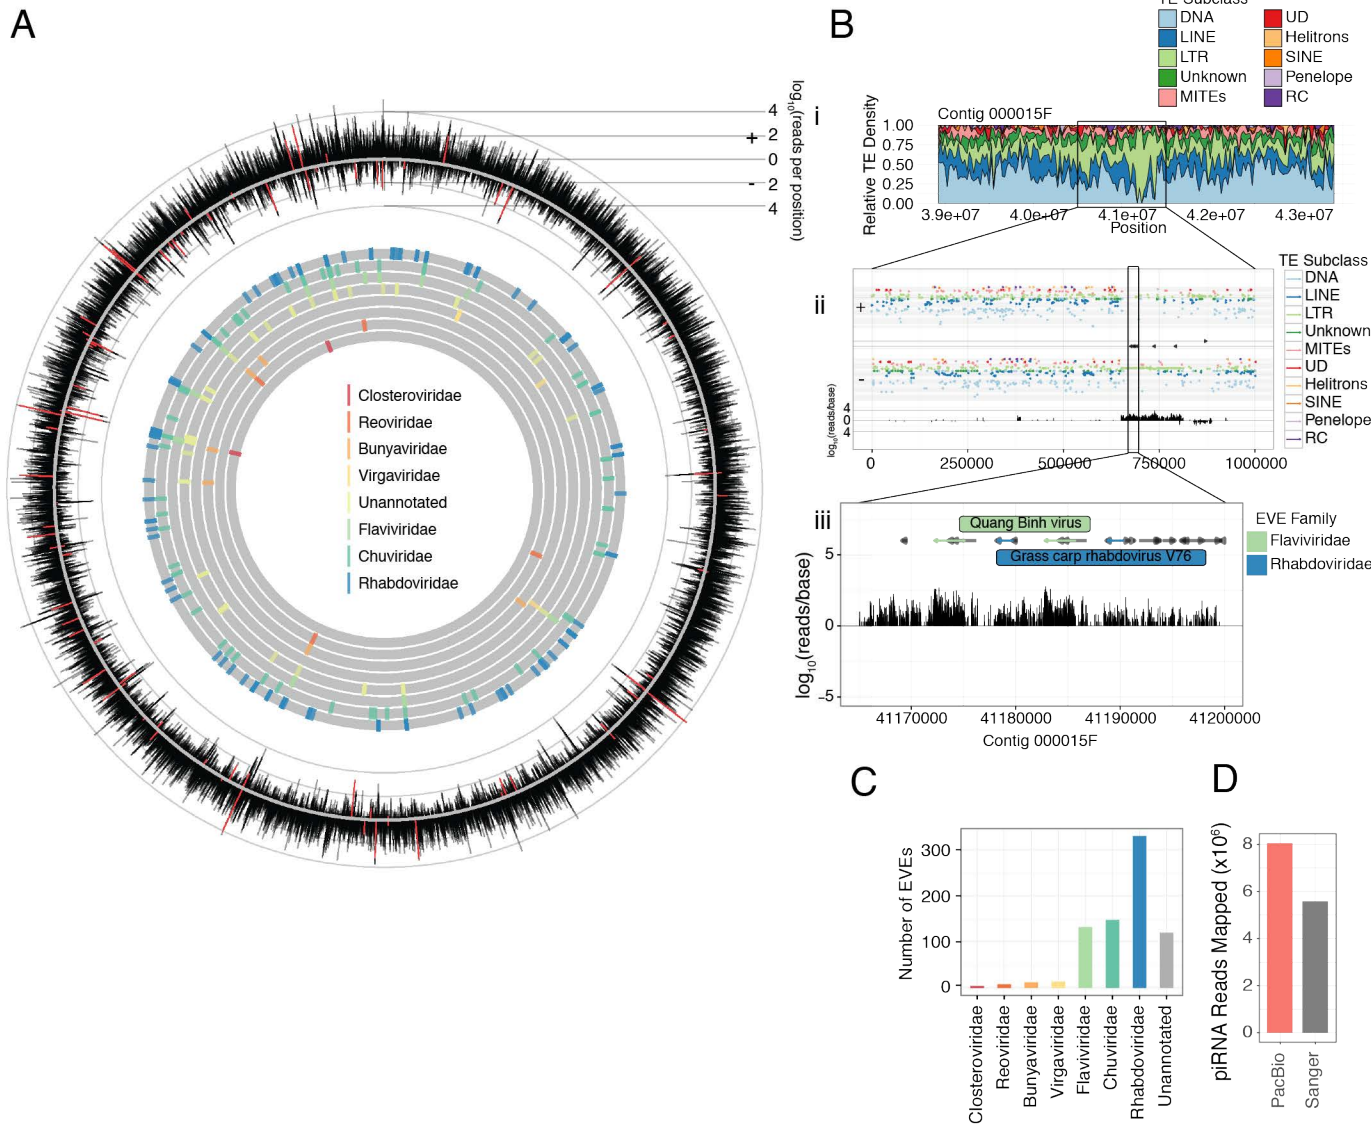 A
log10(reads per position)
4
+ 2
0
- 2
4
Closteroviridae
Reoviridae
Bunyaviridae
Virgaviridae
Unannotated
Flaviviridae
Chuviridae
Rhabdoviridae
B
TE Subclass
DNA UD
LINE Helitrons
LTR SINE
Unknown Penelope
MITEs RC
i
Contig 000015F
Relative TE Density
1.00
0.75
0.50
0.25
0.00
3.9e+07 4.0e+07 4.1e+07 4.2e+07 4.3e+07
Position
ii
+
-
log10(reads/base)
4
0
4
0 250000 500000 750000 1000000
TE Subclass
DNA
LINE
LTR
Unknown
MITEs
UD
Helitrons
SINE
Penelope
RC
iii
Quang Binh virus
Grass carp rhabdovirus V76
log10(reads/base)
5
0
−5
41170000 41180000 41190000 41200000
Contig 000015F
EVE Family
Flaviviridae
Rhabdoviridae
C
Number of EVEs
300
200
100
0
Closteroviridae
Reoviridae
Bunyaviridae
Virgaviridae
Flaviviridae
Chuviridae
Rhabdoviridae
Unannotated
D
piRNA Reads Mapped (x10⁶)
8
6
4
2
0
PacBio
Sanger